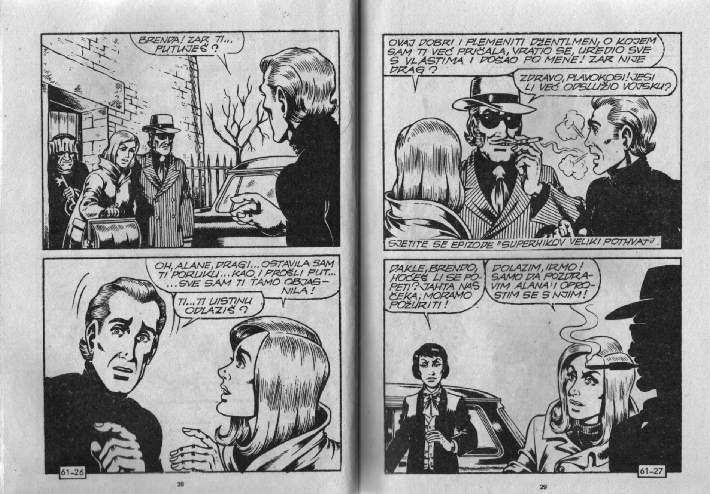 BRENDA! ZAR TI...
PUTUJEŠ?
OH, ALANE, DRAGI... OSTAVILA SAM
TI PORUKU... KAO I PROŠLI PUT...
...SVE SAM TI TAMO OBJAS-
NILA!
TI... TI UISTINU
ODLAZIŠ?
61-26
28
OVAJ DOBRI I PLEMENITI DŽENTLMEN, O KOJEM
SAM TI VEĆ PRIČALA, VRATIO SE, UREDIO SVE
S VLASTIMA I DOŠAO PO MENE! ZAR NIJE
DRAG?
ZDRAVO, PLAVOKOSI! JESI
LI VEĆ ODSLUŽIO VOJSKU?
SJETITE SE EPIZODE "SUPERHIKOV VELIKI POTHVAT".
DAKLE, BRENDO,
HOĆEŠ LI SE PO-
PETI? JAHTA NAS
ČEKA; MORAMO
POŽURITI!
DOLAZIM, IRMO!
SAMO DA POZDRA-
VIM ALANA I OPRO-
STIM SE S NJIM!
61-27
29